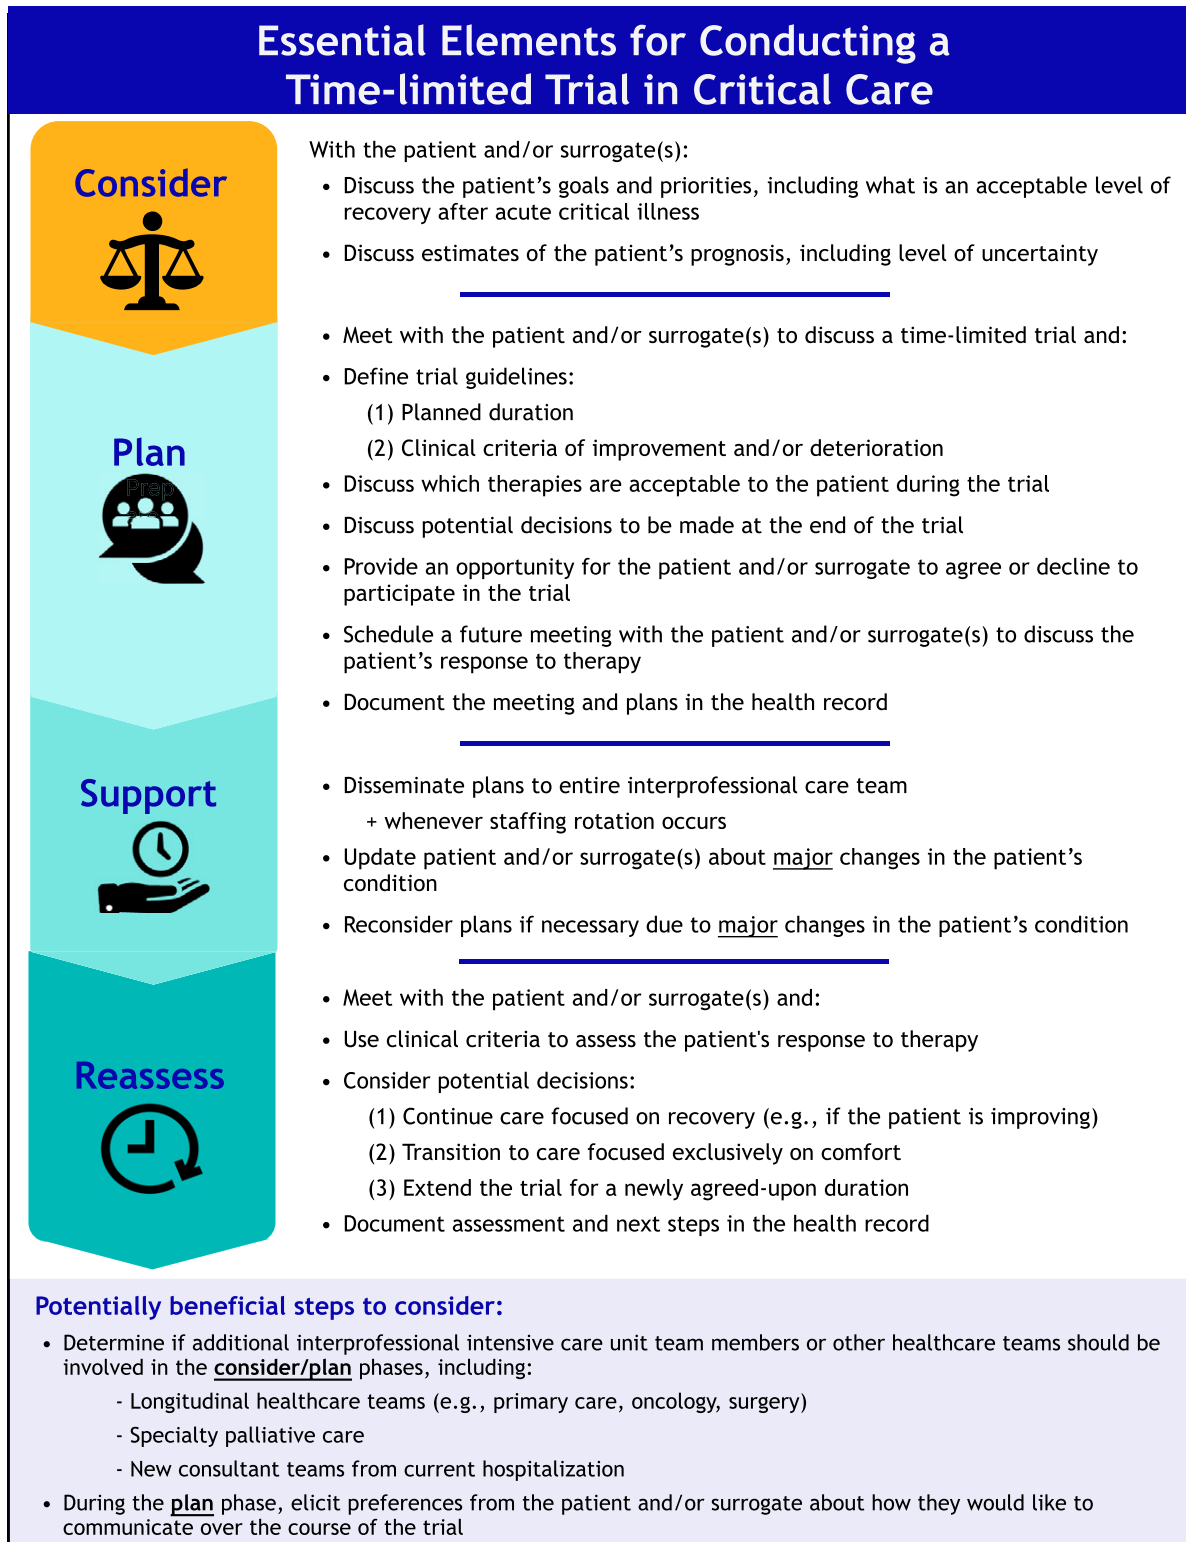 Essential Elements for Conducting a
Time-limited Trial in Critical Care
Consider
With the patient and/or surrogate(s):
• Discuss the patient’s goals and priorities, including what is an acceptable level of
recovery after acute critical illness
• Discuss estimates of the patient’s prognosis, including level of uncertainty
Plan
Prep
• Meet with the patient and/or surrogate(s) to discuss a time-limited trial and:
• Define trial guidelines:
(1) Planned duration
(2) Clinical criteria of improvement and/or deterioration
• Discuss which therapies are acceptable to the patient during the trial
• Discuss potential decisions to be made at the end of the trial
• Provide an opportunity for the patient and/or surrogate to agree or decline to
participate in the trial
• Schedule a future meeting with the patient and/or surrogate(s) to discuss the
patient’s response to therapy
• Document the meeting and plans in the health record
Support
• Disseminate plans to entire interprofessional care team
+ whenever staffing rotation occurs
• Update patient and/or surrogate(s) about major changes in the patient’s
condition
• Reconsider plans if necessary due to major changes in the patient’s condition
Reassess
• Meet with the patient and/or surrogate(s) and:
• Use clinical criteria to assess the patient's response to therapy
• Consider potential decisions:
(1) Continue care focused on recovery (e.g., if the patient is improving)
(2) Transition to care focused exclusively on comfort
(3) Extend the trial for a newly agreed-upon duration
• Document assessment and next steps in the health record
Potentially beneficial steps to consider:
• Determine if additional interprofessional intensive care unit team members or other healthcare teams should be
involved in the consider/plan phases, including:
- Longitudinal healthcare teams (e.g., primary care, oncology, surgery)
- Specialty palliative care
- New consultant teams from current hospitalization
• During the plan phase, elicit preferences from the patient and/or surrogate about how they would like to
communicate over the course of the trial